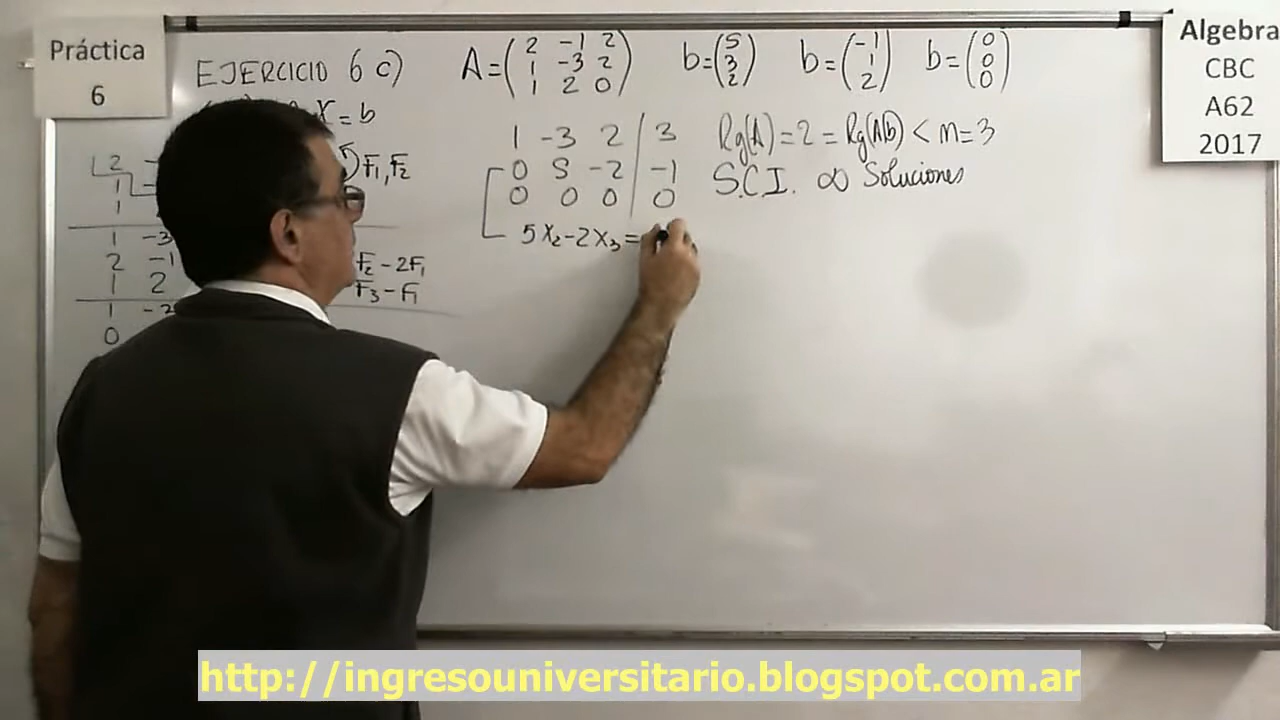 Práctica
6
Algebra
CBC
A62
2017
EJERCICIO 6 c)
X = b
A = ( 2 -1 2
1 -3 2
1 2 0 )
b = ( 5
3
2 )
b = ( -1
1
2 )
b = ( 0
0
0 )
2
1
1
F₁, F₂
1 -3
2 -1 F₂ - 2F₁
1 2 F₃ - F₁
1
0
1 -3 2 | 3
0 5 -2 | -1
0 0 0 | 0
5X₂ - 2X₃ =
Rg(A) = 2 = Rg(A|b) < n = 3
S.C.I. ∞ Soluciones
http://ingresouniversitario.blogspot.com.ar